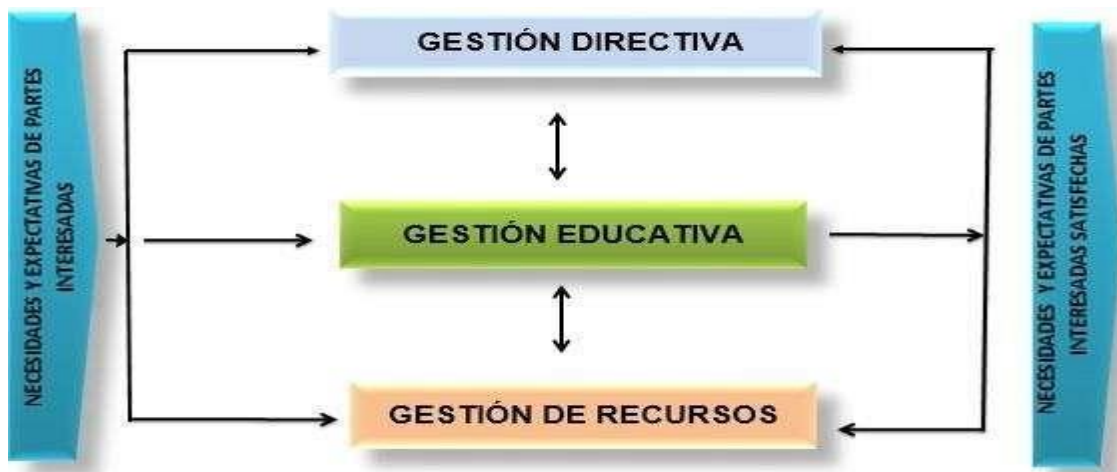 NECESIDADES Y EXPECTATIVAS DE PARTES
INTERESADAS
GESTIÓN DIRECTIVA
GESTIÓN EDUCATIVA
GESTIÓN DE RECURSOS
NECESIDADES Y EXPECTATIVAS DE PARTES
INTERESADAS SATISFECHAS